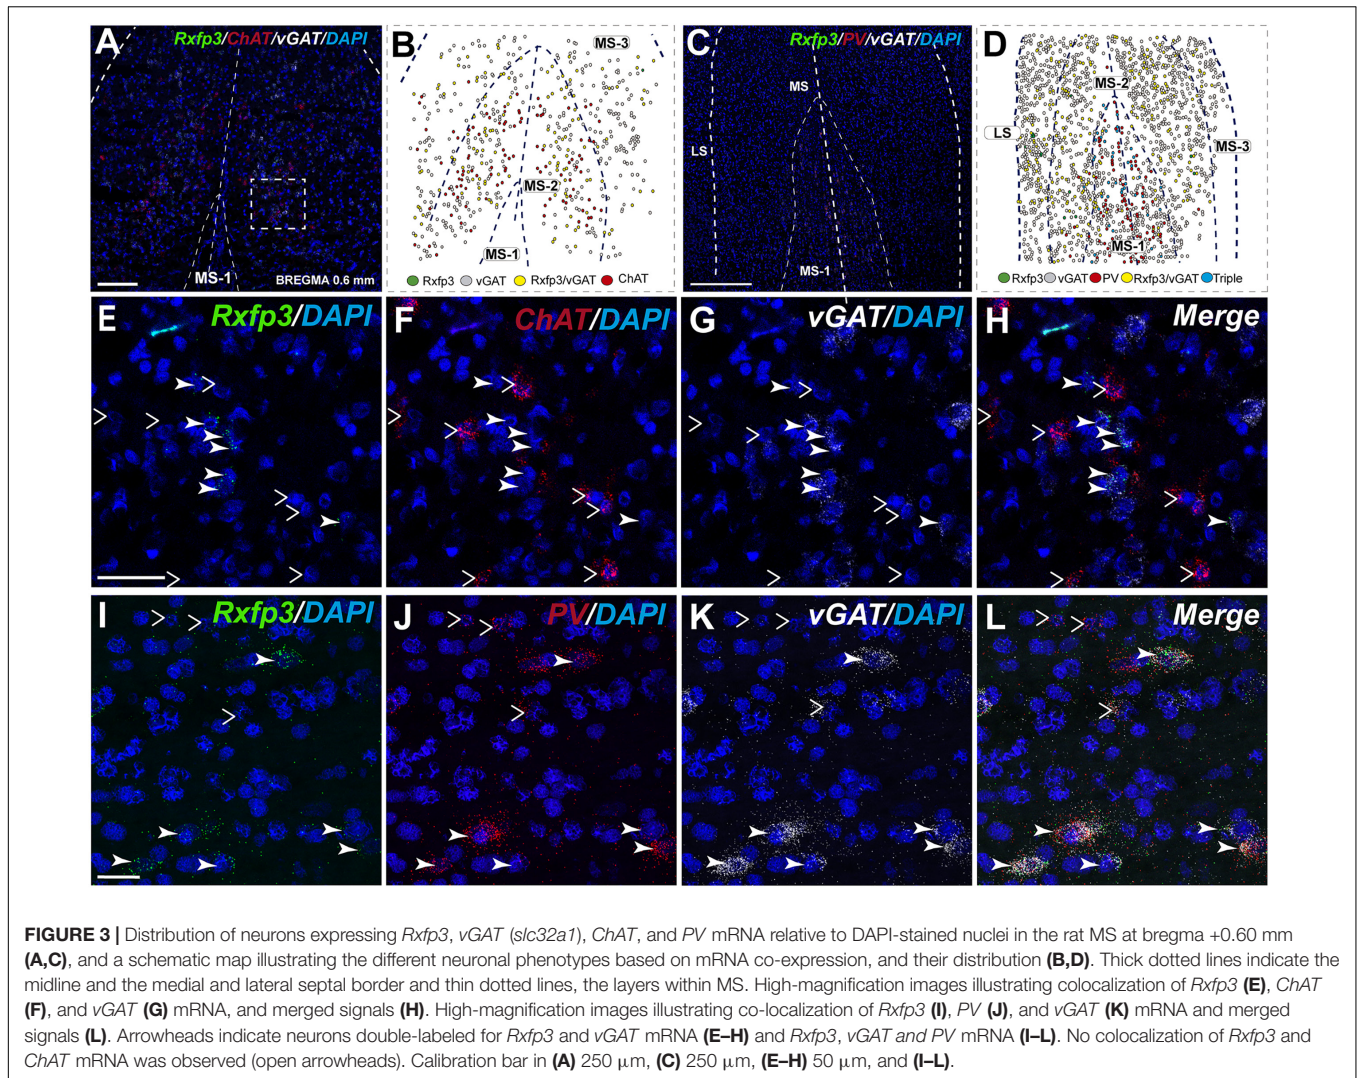 A
Rxfp3/ChAT/vGAT/DAPI
MS-1
BREGMA 0.6 mm
B
MS-3
MS-2
MS-1
Rxfp3 vGAT Rxfp3/vGAT ChAT
C
Rxfp3/PV/vGAT/DAPI
MS
LS
MS-1
D
MS-2
LS
MS-3
MS-1
Rxfp3 vGAT PV Rxfp3/vGAT Triple
E
Rxfp3/DAPI
F
ChAT/DAPI
G
vGAT/DAPI
H
Merge
I
Rxfp3/DAPI
J
PV/DAPI
K
vGAT/DAPI
L
Merge
FIGURE 3 | Distribution of neurons expressing Rxfp3, vGAT (slc32a1), ChAT, and PV mRNA relative to DAPI-stained nuclei in the rat MS at bregma +0.60 mm
(A,C), and a schematic map illustrating the different neuronal phenotypes based on mRNA co-expression, and their distribution (B,D). Thick dotted lines indicate the
midline and the medial and lateral septal border and thin dotted lines, the layers within MS. High-magnification images illustrating colocalization of Rxfp3 (E), ChAT
(F), and vGAT (G) mRNA, and merged signals (H). High-magnification images illustrating co-localization of Rxfp3 (I), PV (J), and vGAT (K) mRNA and merged
signals (L). Arrowheads indicate neurons double-labeled for Rxfp3 and vGAT mRNA (E–H) and Rxfp3, vGAT and PV mRNA (I–L). No colocalization of Rxfp3 and
ChAT mRNA was observed (open arrowheads). Calibration bar in (A) 250 μm, (C) 250 μm, (E–H) 50 μm, and (I–L).